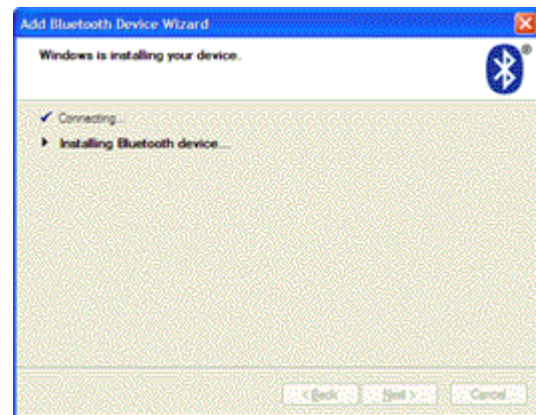 Add Bluetooth Device Wizard
Windows is installing your device.
®
Connecting...
Installing Bluetooth device...
< Back
Next >
Cancel